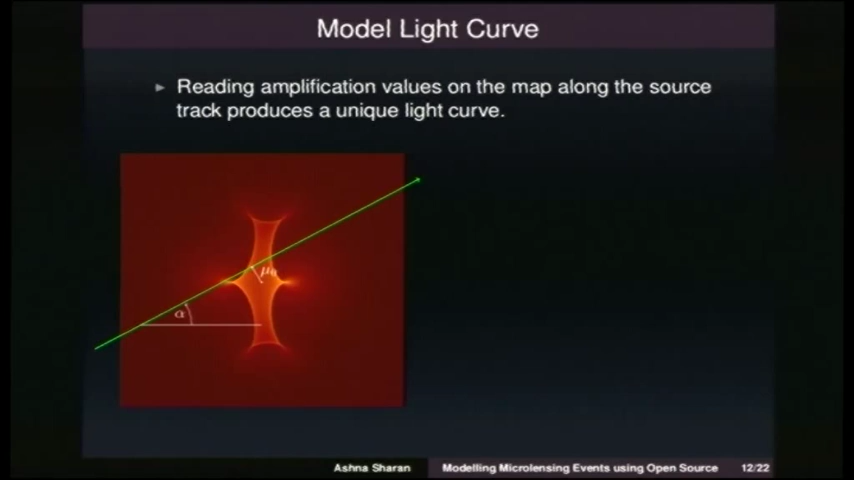 Model Light Curve
Reading amplification values on the map along the source
track produces a unique light curve.
μ₀
α
Ashna Sharan
Modelling Microlensing Events using Open Source
12/22